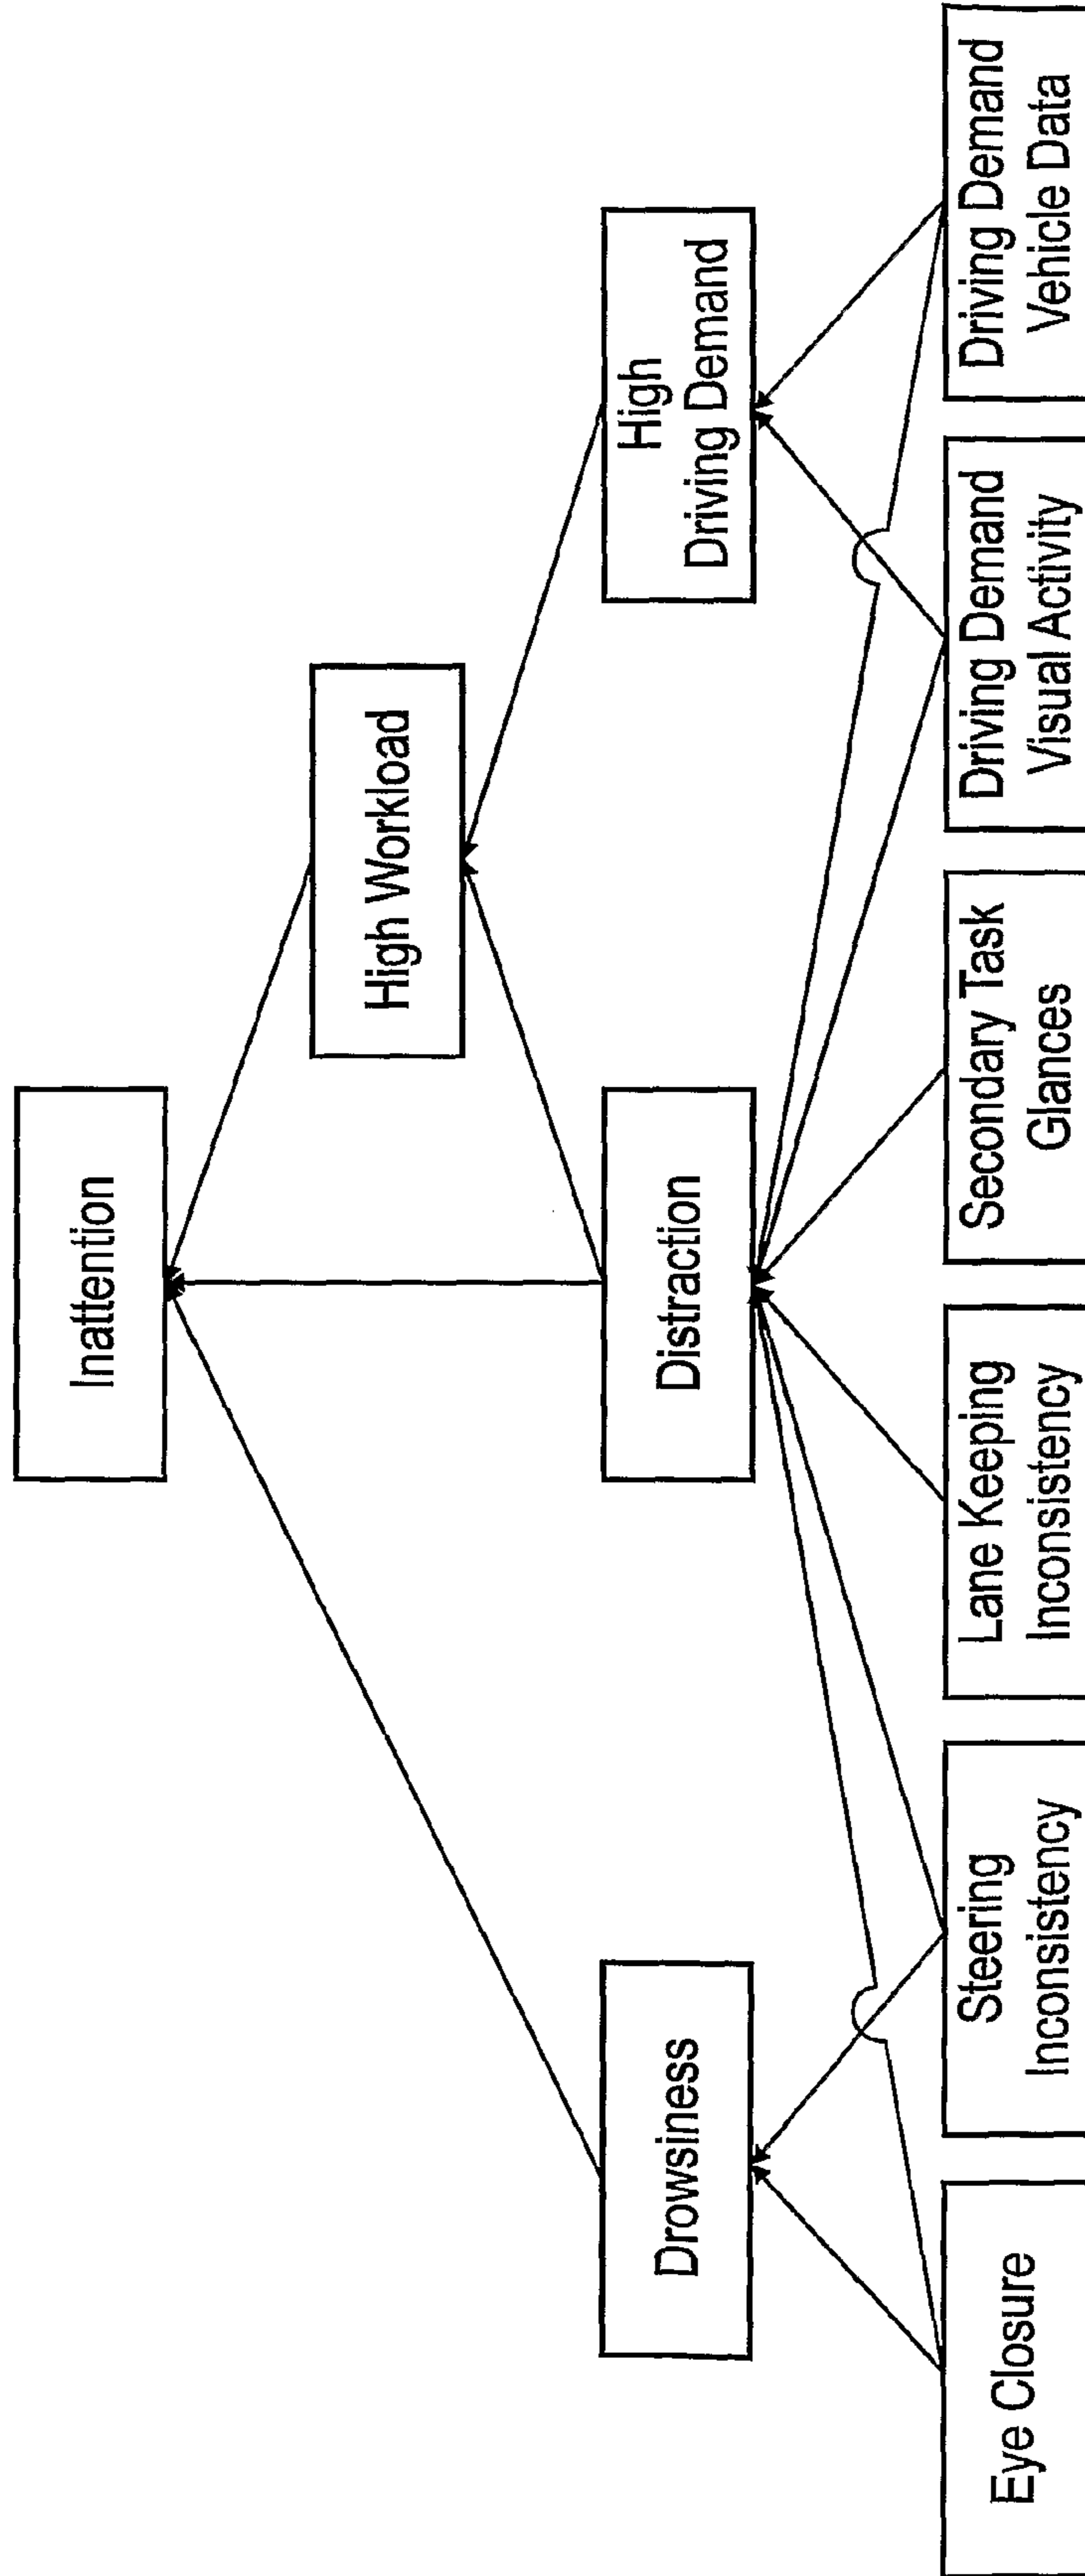 Inattention
High Workload
Drowsiness
Distraction
High
Driving Demand
Eye Closure
Steering
Inconsistency
Lane Keeping
Inconsistency
Secondary Task
Glances
Driving Demand
Visual Activity
Driving Demand
Vehicle Data